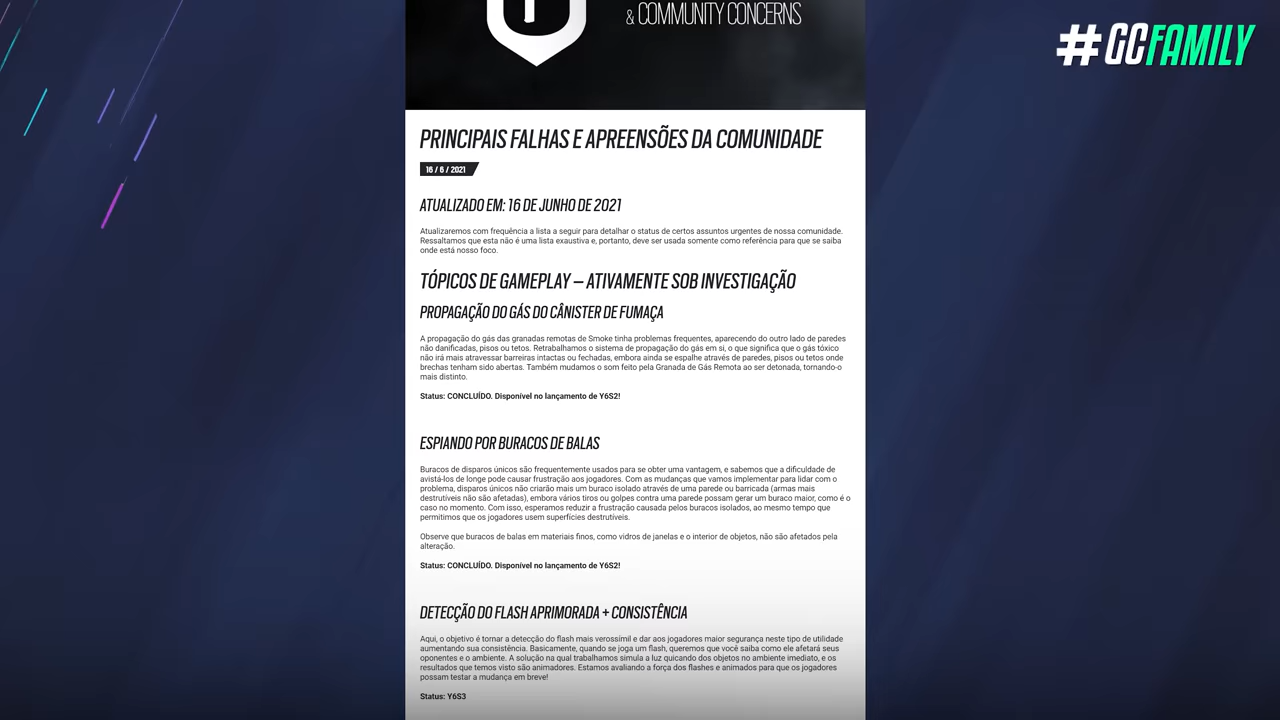 & COMMUNITY CONCERNS
#GCFAMILY
PRINCIPAIS FALHAS E APREENSÕES DA COMUNIDADE
16 / 6 / 2021
ATUALIZADO EM: 16 DE JUNHO DE 2021
Atualizaremos com frequência a lista a seguir para detalhar o status de certos assuntos urgentes de nossa comunidade.
Ressaltamos que esta não é uma lista exaustiva e, portanto, deve ser usada somente como referência para que se saiba
onde está nosso foco.
TÓPICOS DE GAMEPLAY – ATIVAMENTE SOB INVESTIGAÇÃO
PROPAGAÇÃO DO GÁS DO CÂNISTER DE FUMAÇA
A propagação do gás das granadas remotas de Smoke tinha problemas frequentes, aparecendo do outro lado de paredes
não danificadas, pisos ou tetos. Retrabalhamos o sistema de propagação do gás em si, o que significa que o gás tóxico
não irá mais atravessar barreiras intactas ou fechadas, embora ainda se espalhe através de paredes, pisos ou tetos onde
brechas tenham sido abertas. Também mudamos o som feito pela Granada de Gás Remota ao ser detonada, tornando-o
mais distinto.
Status: CONCLUÍDO. Disponível no lançamento de Y6S2!
ESPIANDO POR BURACOS DE BALAS
Buracos de disparos únicos são frequentemente usados para se obter uma vantagem, e sabemos que a dificuldade de
avistá-los de longe pode causar frustração aos jogadores. Com as mudanças que vamos implementar para lidar com o
problema, disparos únicos não criarão mais um buraco isolado através de uma parede ou barricada (armas mais
destrutíveis não são afetadas), embora vários tiros ou golpes contra uma parede possam gerar um buraco maior, como é o
caso no momento. Com isso, esperamos reduzir a frustração causada pelos buracos isolados, ao mesmo tempo que
permitimos que os jogadores usem superfícies destrutíveis.
Observe que buracos de balas em materiais finos, como vidros de janelas e o interior de objetos, não são afetados pela
alteração.
Status: CONCLUÍDO. Disponível no lançamento de Y6S2!
DETECÇÃO DO FLASH APRIMORADA + CONSISTÊNCIA
Aqui, o objetivo é tornar a detecção do flash mais verossímil e dar aos jogadores maior segurança neste tipo de utilidade
aumentando sua consistência. Basicamente, quando se joga um flash, queremos que você saiba como ele afetará seus
oponentes e o ambiente. A solução na qual trabalhamos simula a luz quicando dos objetos no ambiente imediato, e os
resultados que temos visto são animadores. Estamos avaliando a força dos flashes e animados para que os jogadores
possam testar a mudança em breve!
Status: Y6S3